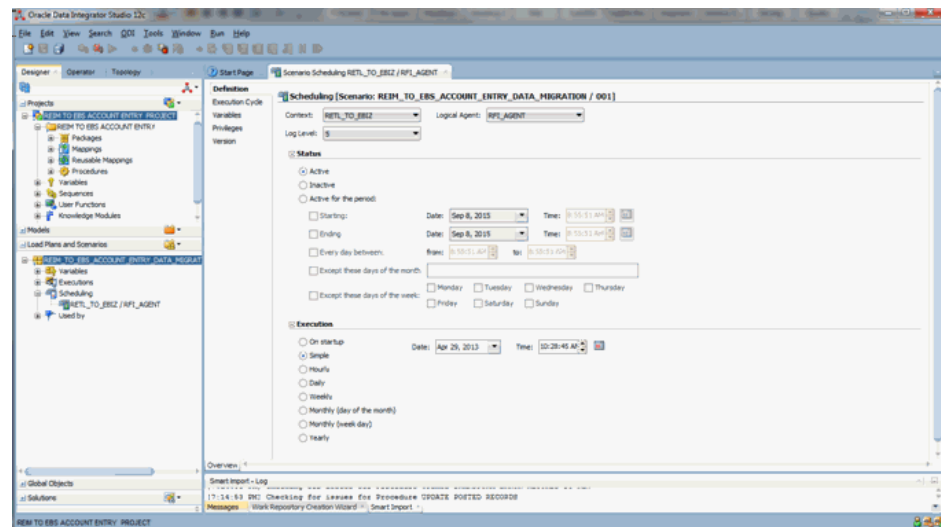 Oracle Data Integrator Studio 12c
File Edit View Search ODI Tools Window Run Help
Designer Operator Topology
Start Page Scenario Scheduling RETL_TO_EBIZ / RFI_AGENT
Projects
REIM TO EBS ACCOUNT ENTRY PROJECT
REIM TO EBS ACCOUNT ENTRY
Packages
Mappings
Reusable Mappings
Procedures
Variables
Sequences
User Functions
Knowledge Modules
Models
Load Plans and Scenarios
REIM_TO_EBS_ACCOUNT_ENTRY_DATA_MIGRAT
Variables
Executions
Scheduling
RETL_TO_EBIZ / RFI_AGENT
Used by
Global Objects
Solutions
Definition
Execution Cycle
Variables
Privileges
Version
Scheduling [Scenario: REIM_TO_EBS_ACCOUNT_ENTRY_DATA_MIGRATION / 001]
Context: RETL_TO_EBIZ Logical Agent: RFI_AGENT
Log Level: 5
Status
Active
Inactive
Active for the period:
Starting: Date: Sep 8, 2015 Time:
Ending Date: Sep 8, 2015 Time:
Every day between: from: to:
Except these days of the month:
Except these days of the week: Monday Tuesday Wednesday Thursday
Friday Saturday Sunday
Execution
On startup
Date: Apr 29, 2013 Time: 10:28:45 AM
Simple
Hourly
Daily
Weekly
Monthly (day of the month)
Monthly (week day)
Yearly
Overview
Smart Import - Log
[7:14:53 PM] Checking for issues for Procedure UPDATE POSTED RECORDS
Messages Work Repository Creation Wizard Smart Import
REIM TO EBS ACCOUNT ENTRY PROJECT